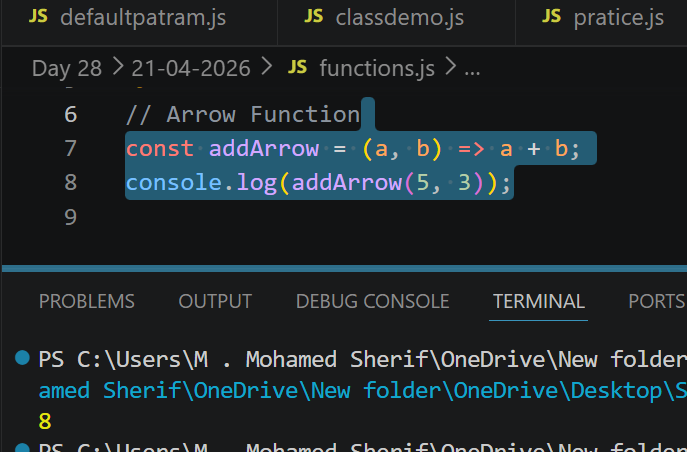 JS defaultpatram.js JS classdemo.js JS pratice.js
Day 28 > 21-04-2026 > JS functions.js > ...
6 // Arrow Function
7 const addArrow = (a, b) => a + b;
8 console.log(addArrow(5, 3));
9
PROBLEMS OUTPUT DEBUG CONSOLE TERMINAL PORTS
PS C:\Users\M . Mohamed Sherif\OneDrive\New folder
amed Sherif\OneDrive\New folder\OneDrive\Desktop\S
8
PS C:\Users\M . Mohamed Sherif\OneDrive\New folder